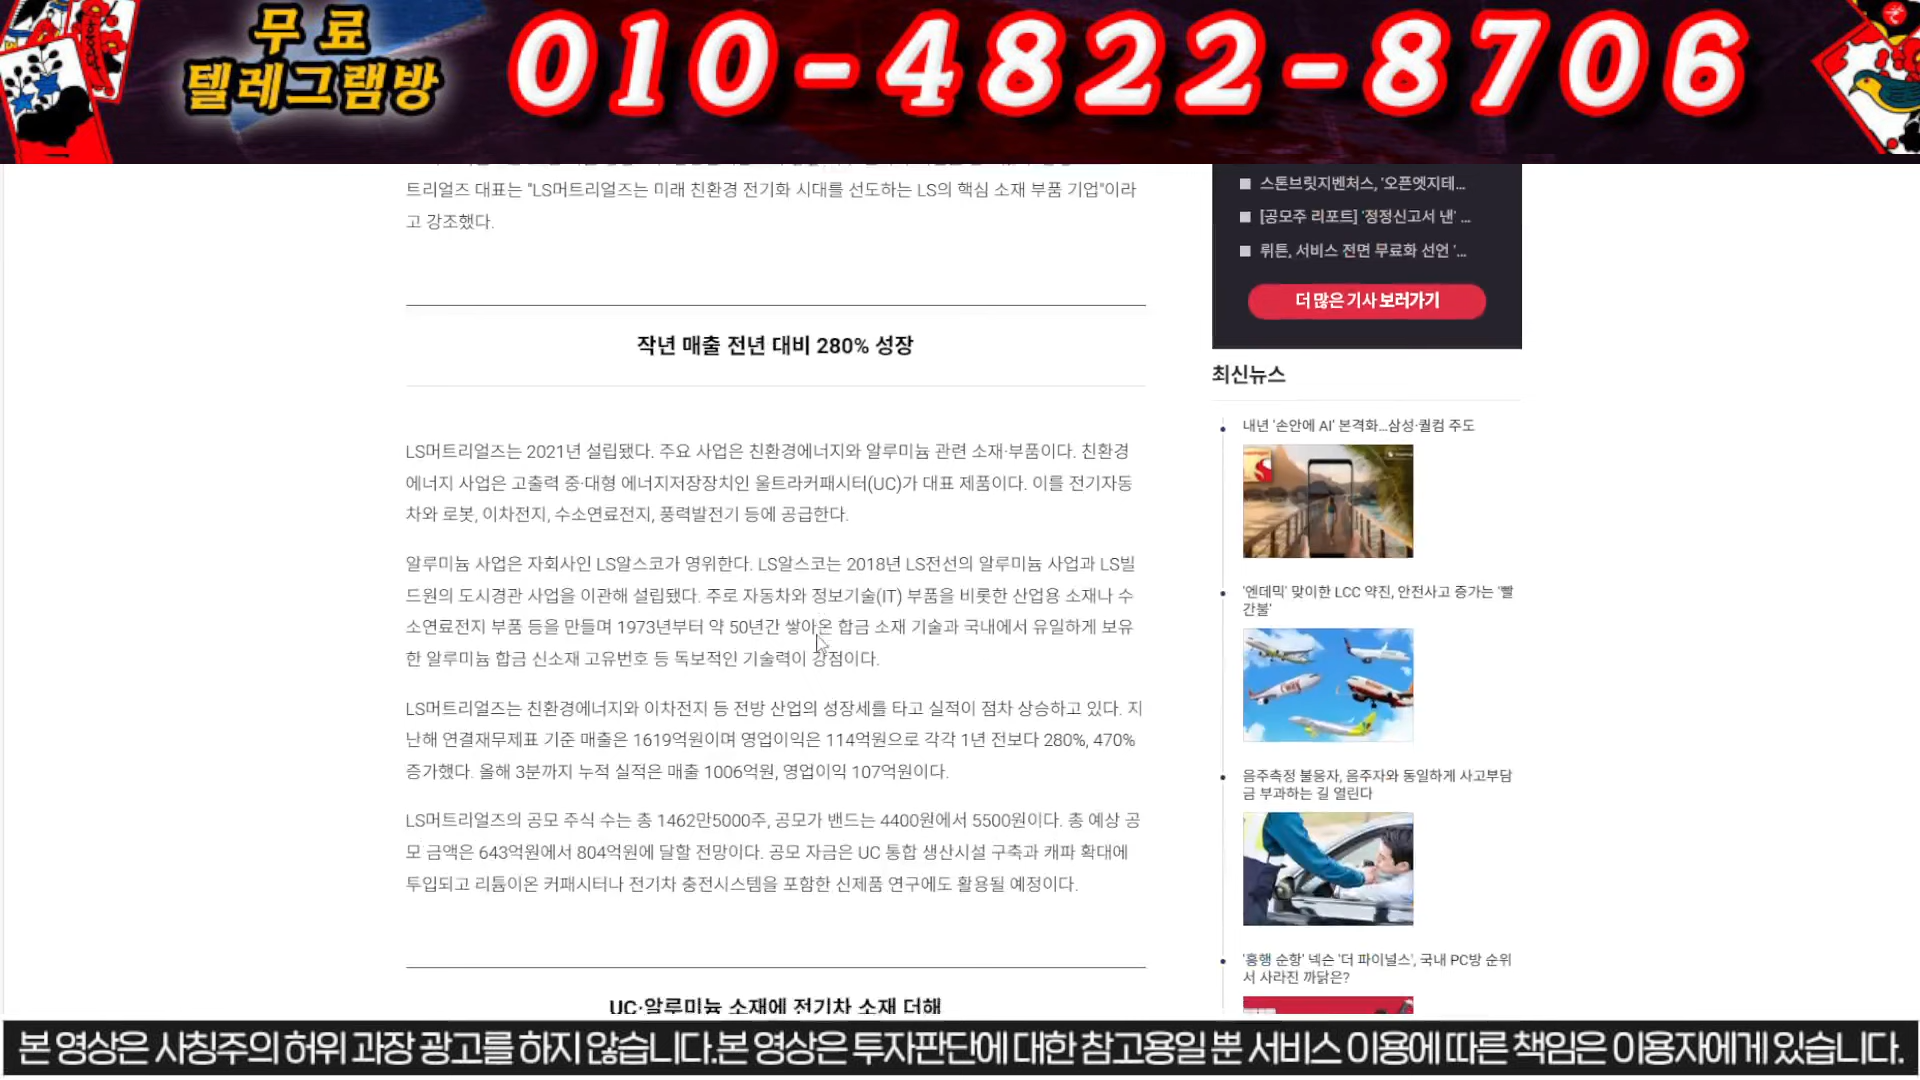 무료
텔레그램방
010-4822-8706
트리얼즈 대표는 "LS머트리얼즈는 미래 친환경 전기화 시대를 선도하는 LS의 핵심 소재 부품 기업"이라
고 강조했다.
작년 매출 전년 대비 280% 성장
LS머트리얼즈는 2021년 설립됐다. 주요 사업은 친환경에너지와 알루미늄 관련 소재·부품이다. 친환경
에너지 사업은 고출력 중·대형 에너지저장장치인 울트라커패시터(UC)가 대표 제품이다. 이를 전기자동
차와 로봇, 이차전지, 수소연료전지, 풍력발전기 등에 공급한다.
알루미늄 사업은 자회사인 LS알스코가 영위한다. LS알스코는 2018년 LS전선의 알루미늄 사업과 LS빌
드원의 도시경관 사업을 이관해 설립됐다. 주로 자동차와 정보기술(IT) 부품을 비롯한 산업용 소재나 수
소연료전지 부품 등을 만들며 1973년부터 약 50년간 쌓아온 합금 소재 기술과 국내에서 유일하게 보유
한 알루미늄 합금 신소재 고유번호 등 독보적인 기술력이 강점이다.
LS머트리얼즈는 친환경에너지와 이차전지 등 전방 산업의 성장세를 타고 실적이 점차 상승하고 있다. 지
난해 연결재무제표 기준 매출은 1619억원이며 영업이익은 114억원으로 각각 1년 전보다 280%, 470%
증가했다. 올해 3분까지 누적 실적은 매출 1006억원, 영업이익 107억원이다.
LS머트리얼즈의 공모 주식 수는 총 1462만5000주, 공모가 밴드는 4400원에서 5500원이다. 총 예상 공
모 금액은 643억원에서 804억원에 달할 전망이다. 공모 자금은 UC 통합 생산시설 구축과 캐파 확대에
투입되고 리튬이온 커패시터나 전기차 충전시스템을 포함한 신제품 연구에도 활용될 예정이다.
UC·알루미늄 소재에 전기차 소재 더해
스톤브릿지벤처스, '오픈엣지테...
[공모주 리포트] '정정신고서 낸' ...
뤼튼, 서비스 전면 무료화 선언 '...
더 많은 기사 보러가기
최신뉴스
내년 '손안에 AI' 본격화…삼성·퀄컴 주도
'엔데믹' 맞이한 LCC 약진, 안전사고 증가는 '빨
간불'
음주측정 불응자, 음주자와 동일하게 사고부담
금 부과하는 길 열린다
'흥행 순항' 넥슨 '더 파이널스', 국내 PC방 순위
서 사라진 까닭은?
본 영상은 사칭주의 허위 과장 광고를 하지 않습니다.본 영상은 투자판단에 대한 참고용일 뿐 서비스 이용에 따른 책임은 이용자에게 있습니다.